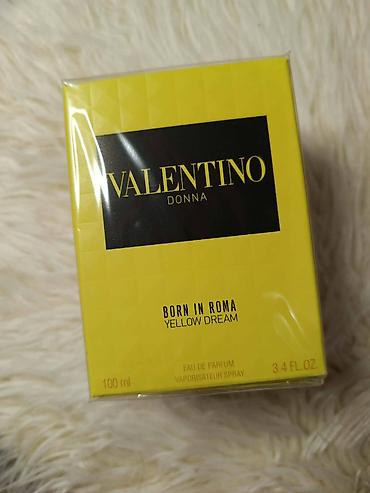 VALENTINO
DONNA
BORN IN ROMA
YELLOW DREAM
EAU DE PARFUM
VAPORISATEUR SPRAY
100 ml
3.4 FL.OZ.